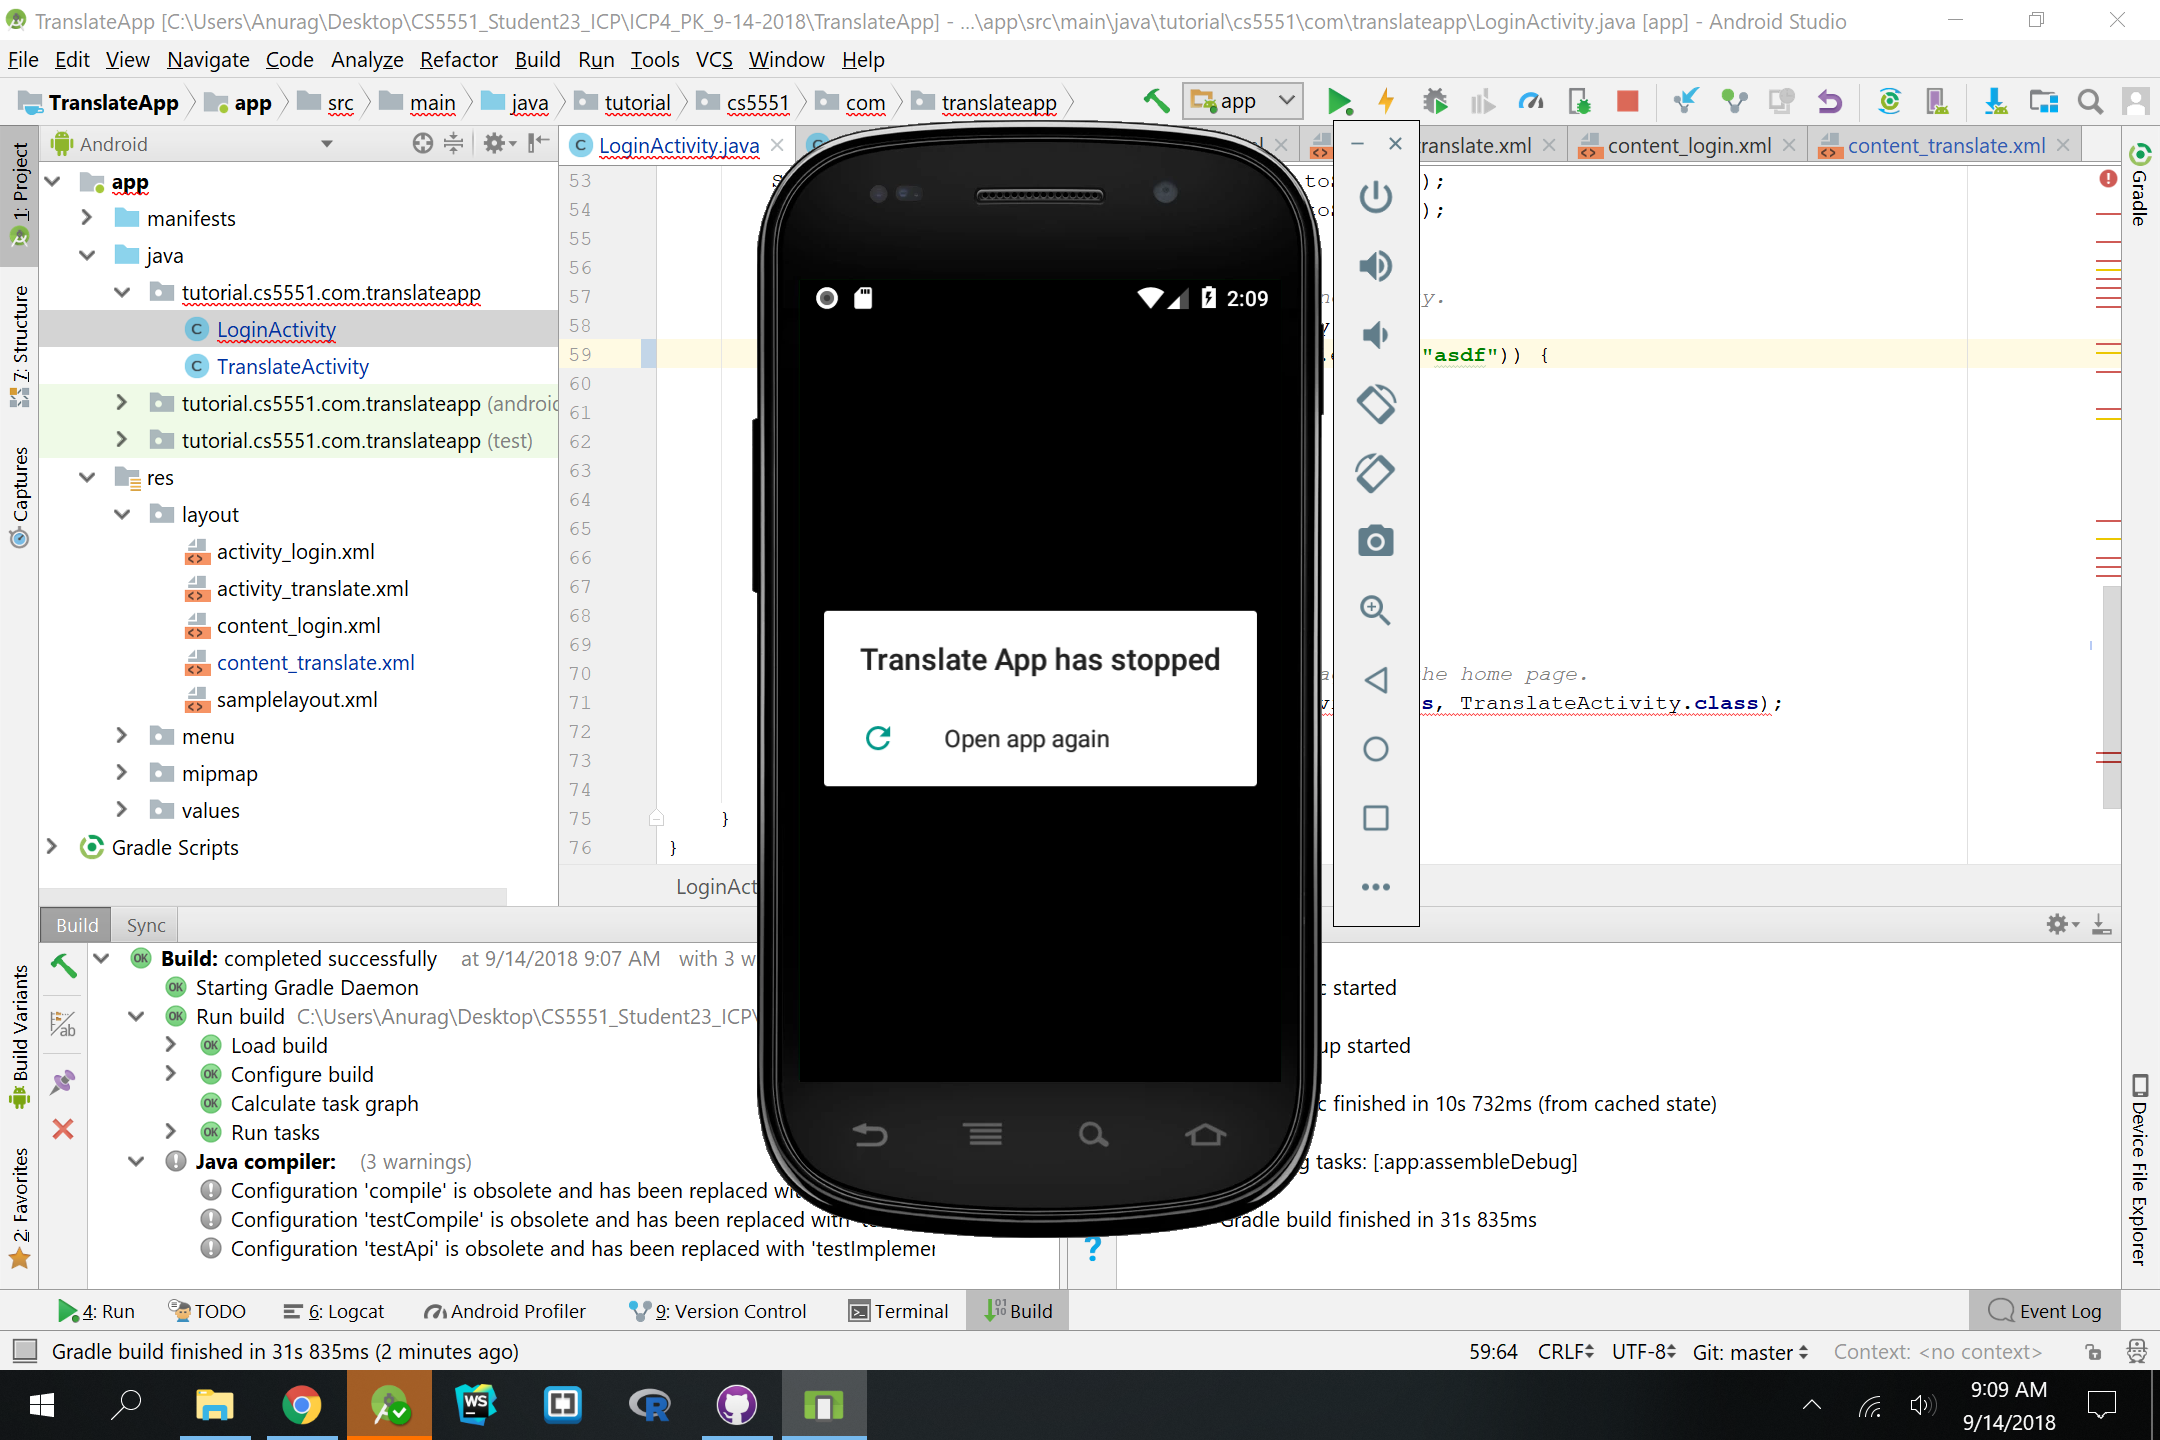 TranslateApp [C:\Users\Anurag\Desktop\CS5551_Student23_ICP\ICP4_PK_9-14-2018\TranslateApp] - ...\app\src\main\java\tutorial\cs5551\com\translateapp\LoginActivity.java [app] - Android Studio
File Edit View Navigate Code Analyze Refactor Build Run Tools VCS Window Help
TranslateApp app src main java tutorial cs5551 com translateapp app
Android
LoginActivity.java ranslate.xml content_login.xml content_translate.xml
1: Project
7: Structure
Captures
Build Variants
2: Favorites
app
manifests
java
tutorial.cs5551.com.translateapp
LoginActivity
TranslateActivity
tutorial.cs5551.com.translateapp (android
tutorial.cs5551.com.translateapp (test)
res
layout
activity_login.xml
activity_translate.xml
content_login.xml
content_translate.xml
samplelayout.xml
menu
mipmap
values
Gradle Scripts
53 );
54 );
55
56
57 y.
58
59 "asdf")) {
60
61
62
63
64
65
66
67
68
69
70 he home page.
71 s, TranslateActivity.class);
72
73
74
75 }
76 }
LoginAct
2:09
Translate App has stopped
Open app again
Gradle
Device File Explorer
Build Sync
Build: completed successfully at 9/14/2018 9:07 AM with 3 w
Starting Gradle Daemon
Run build C:\Users\Anurag\Desktop\CS5551_Student23_ICP\
Load build
Configure build
Calculate task graph
Run tasks
Java compiler: (3 warnings)
Configuration 'compile' is obsolete and has been replaced wi
Configuration 'testCompile' is obsolete and has been replaced with
Configuration 'testApi' is obsolete and has been replaced with 'testImplemen
c started
up started
c finished in 10s 732ms (from cached state)
g tasks: [:app:assembleDebug]
Gradle build finished in 31s 835ms
4: Run TODO 6: Logcat Android Profiler 9: Version Control Terminal Build Event Log
Gradle build finished in 31s 835ms (2 minutes ago) 59:64 CRLF UTF-8 Git: master Context: <no context>
WS
R
9:09 AM
9/14/2018